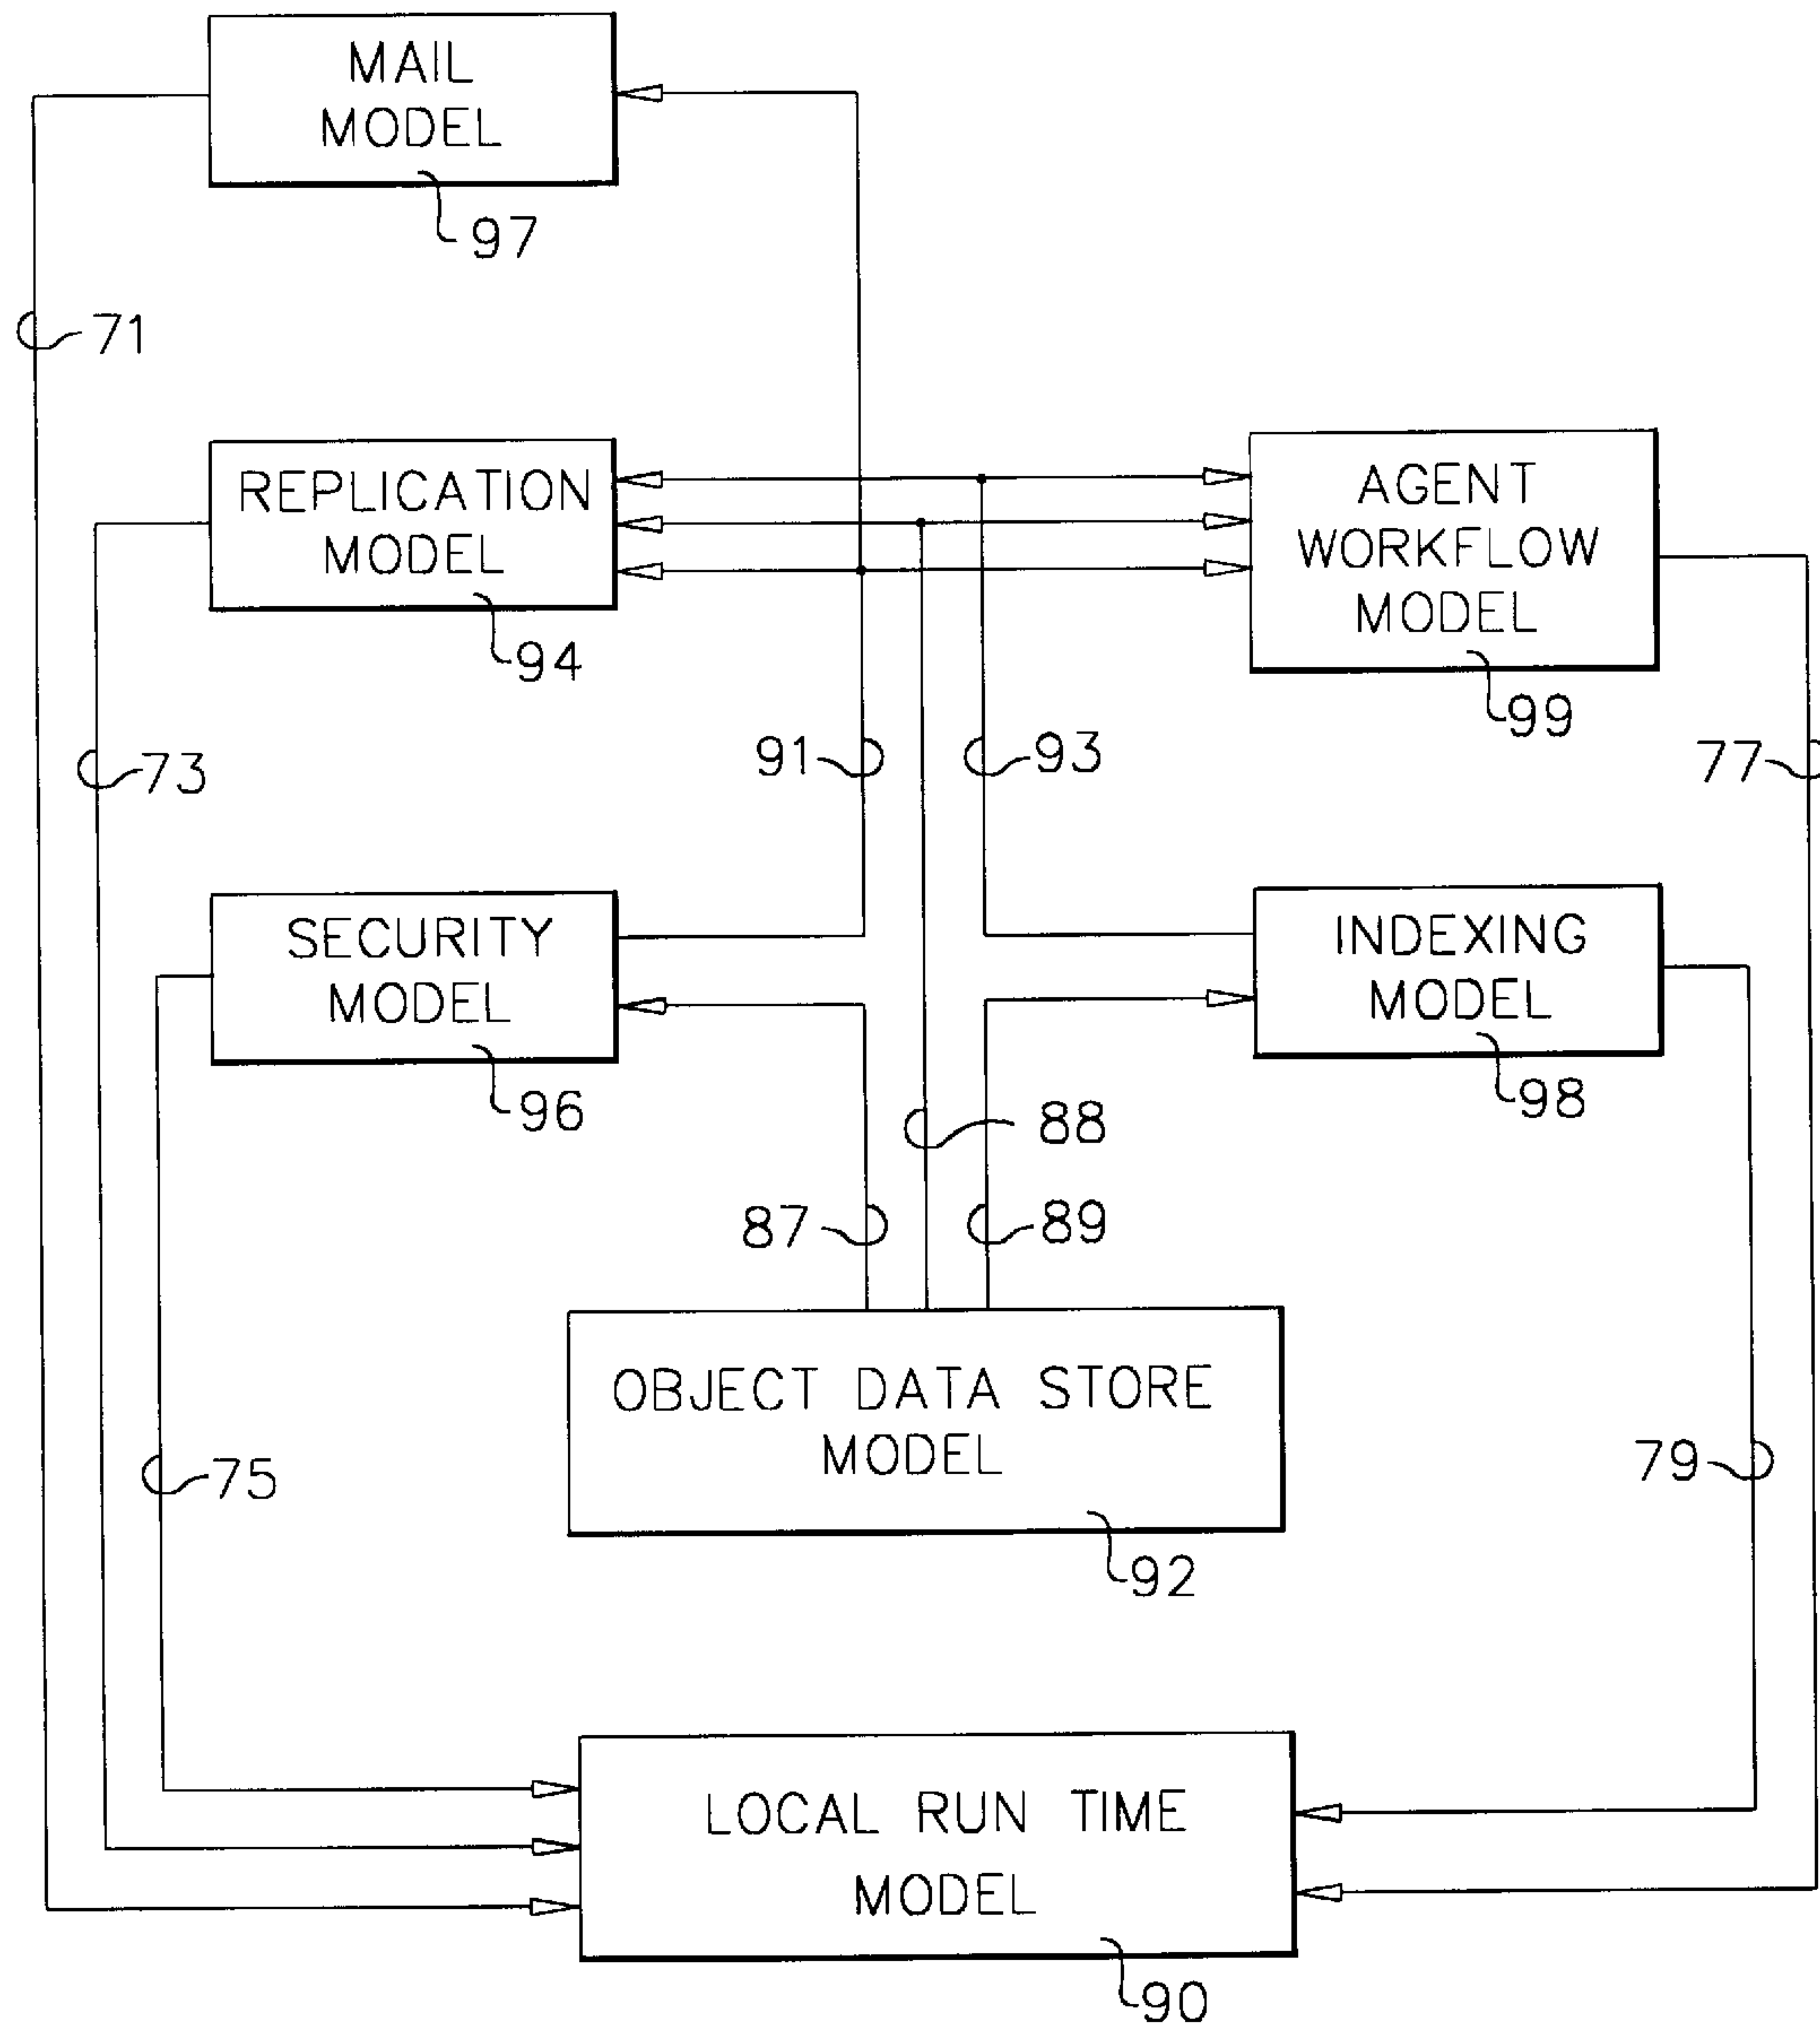 MAIL
MODEL
97
71
REPLICATION
MODEL
94
AGENT
WORKFLOW
MODEL
99
73
91
93
77
SECURITY
MODEL
96
INDEXING
MODEL
98
88
87
89
OBJECT DATA STORE
MODEL
92
75
79
LOCAL RUN TIME
MODEL
90